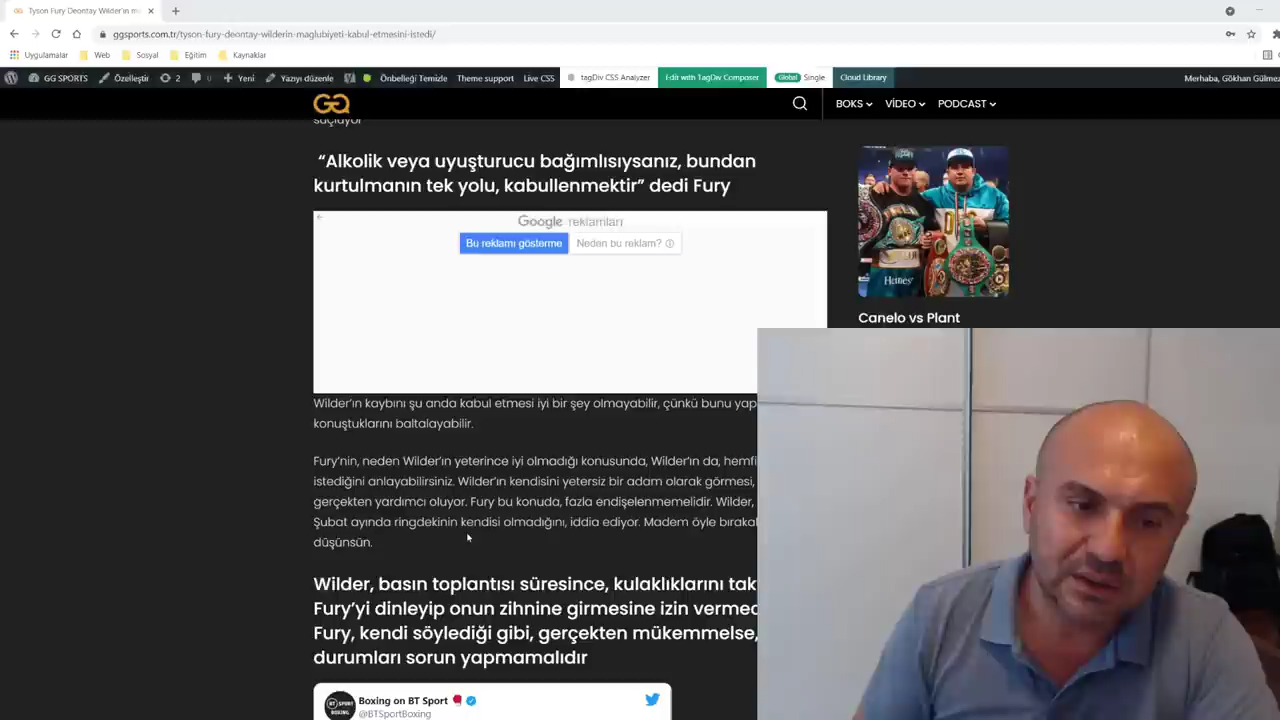 Tyson Fury Deontay Wilder'ın m
ggsports.com.tr/tyson-fury-deontay-wilderin-maglubiyeti-kabul-etmesini-istedi/
Uygulamalar Web Sosyal Eğitim Kaynaklar
GG SPORTS Özelleştir 2 0 Yeni Yazıyı düzenle Önbelleği Temizle Theme support Live CSS tagDiv CSS Analyzer Edit with TagDiv Composer Global Single Cloud Library Merhaba, Gökhan Gülmez
BOKS VİDEO PODCAST
saçlıyor
“Alkolik veya uyuşturucu bağımlısıysanız, bundan
kurtulmanın tek yolu, kabullenmektir” dedi Fury
Google reklamları
Bu reklamı gösterme Neden bu reklam?
Hennessy
Canelo vs Plant
Wilder’ın kaybını şu anda kabul etmesi iyi bir şey olmayabilir, çünkü bunu yap
konuştuklarını baltalayabilir.
Fury’nin, neden Wilder’ın yeterince iyi olmadığı konusunda, Wilder’ın da, hemfi
istediğini anlayabilirsiniz. Wilder’ın kendisini yetersiz bir adam olarak görmesi,
gerçekten yardımcı oluyor. Fury bu konuda, fazla endişelenmemelidir. Wilder,
Şubat ayında ringdekinin kendisi olmadığını, iddia ediyor. Madem öyle bırakal
düşünsün.
Wilder, basın toplantısı süresince, kulaklıklarını tak
Fury’yi dinleyip onun zihnine girmesine izin vermed
Fury, kendi söylediği gibi, gerçekten mükemmelse,
durumları sorun yapmamalıdır
BT SPORT BOXING
Boxing on BT Sport
@BTSportBoxing